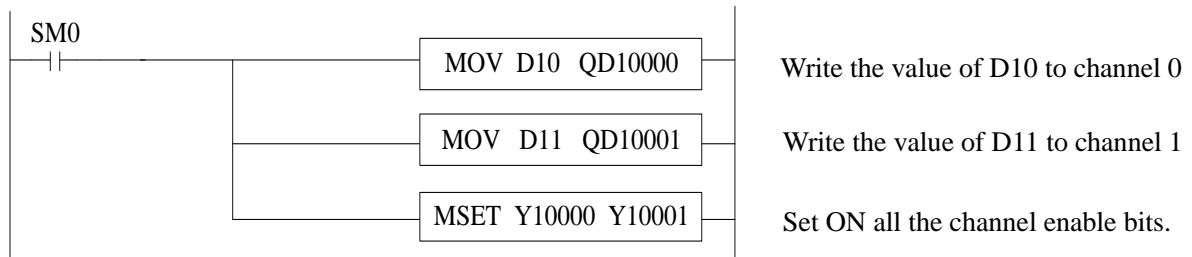 SM0
MOV D10 QD10000
Write the value of D10 to channel 0
MOV D11 QD10001
Write the value of D11 to channel 1
MSET Y10000 Y10001
Set ON all the channel enable bits.